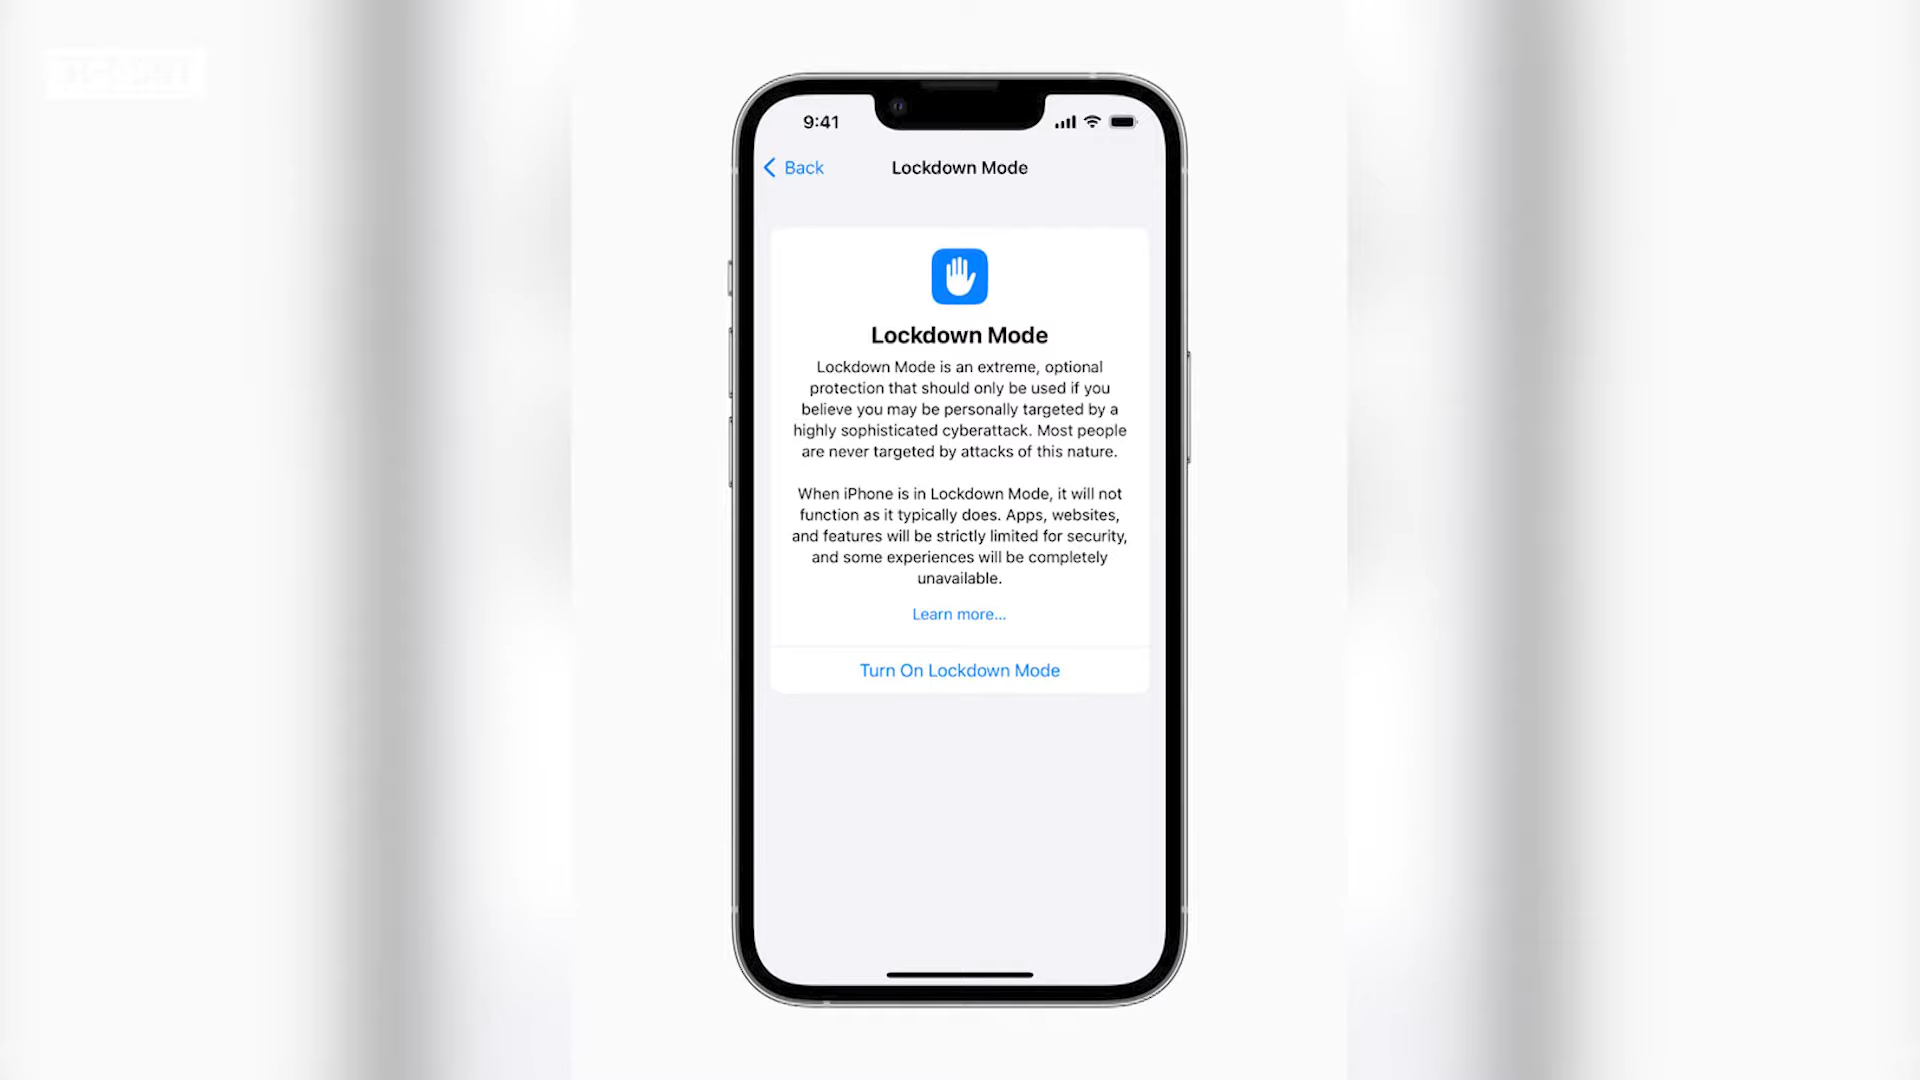 9:41
Back
Lockdown Mode
Lockdown Mode
Lockdown Mode is an extreme, optional
protection that should only be used if you
believe you may be personally targeted by a
highly sophisticated cyberattack. Most people
are never targeted by attacks of this nature.
When iPhone is in Lockdown Mode, it will not
function as it typically does. Apps, websites,
and features will be strictly limited for security,
and some experiences will be completely
unavailable.
Learn more...
Turn On Lockdown Mode